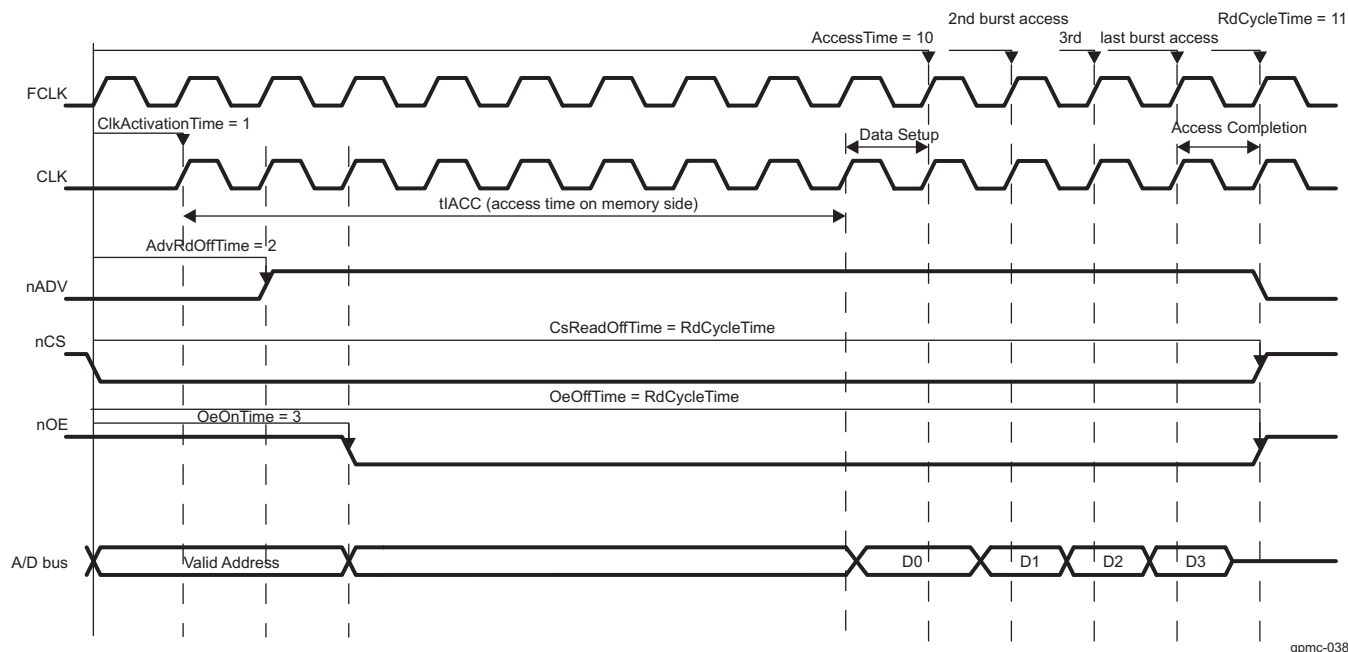 2nd burst access
RdCycleTime = 11
AccessTime = 10
3rd
last burst access
FCLK
ClkActivationTime = 1
Data Setup
Access Completion
CLK
tIACC (access time on memory side)
AdvRdOffTime = 2
nADV
CsReadOffTime = RdCycleTime
nCS
OeOffTime = RdCycleTime
OeOnTime = 3
nOE
A/D bus
Valid Address
D0
D1
D2
D3
gpmc-038